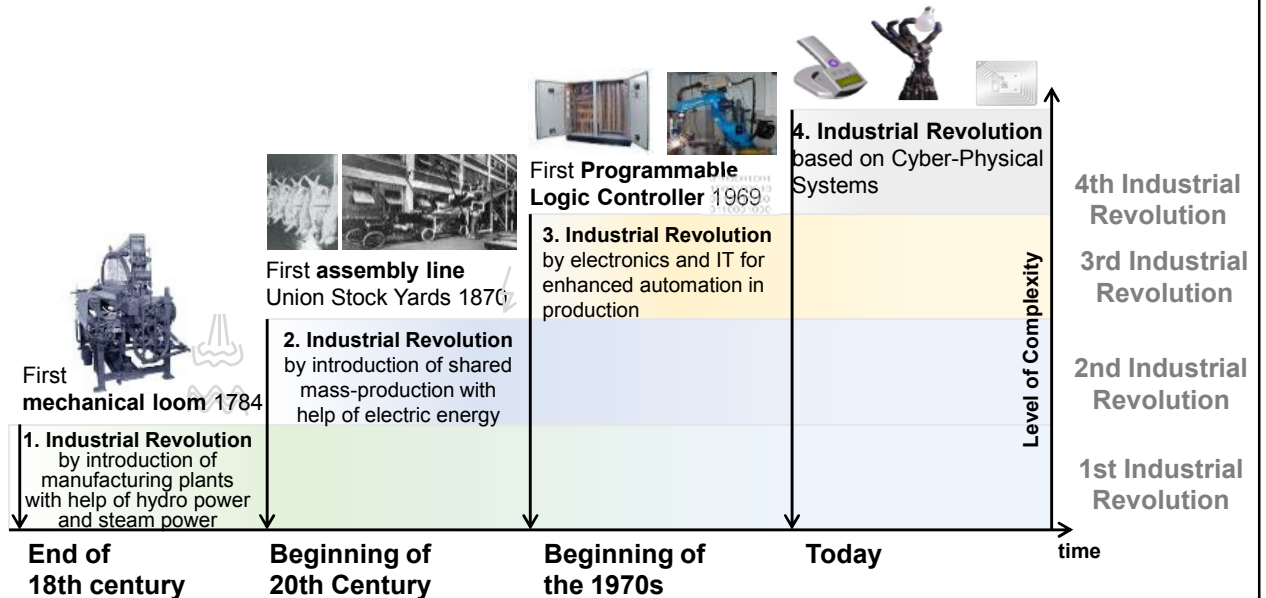 4. Industrial Revolution
based on Cyber-Physical
Systems
First Programmable
Logic Controller 1969
3. Industrial Revolution
by electronics and IT for
enhanced automation in
production
First assembly line
Union Stock Yards 1870
2. Industrial Revolution
by introduction of shared
mass-production with
help of electric energy
First
mechanical loom 1784
1. Industrial Revolution
by introduction of
manufacturing plants
with help of hydro power
and steam power
Level of Complexity
4th Industrial
Revolution
3rd Industrial
Revolution
2nd Industrial
Revolution
1st Industrial
Revolution
End of
18th century
Beginning of
20th Century
Beginning of
the 1970s
Today
time